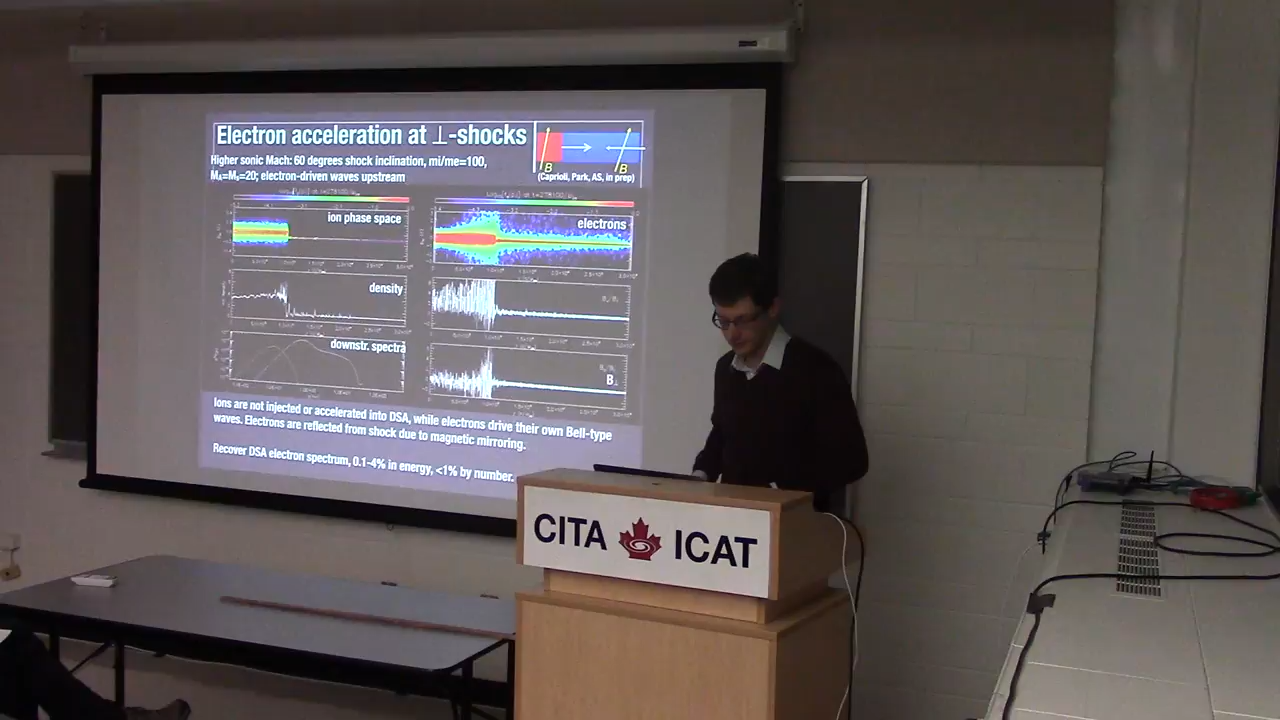 Electron acceleration at ⊥-shocks
Higher sonic Mach: 60 degrees shock inclination, mi/me=100,
MA=Ms=20; electron-driven waves upstream
B
B
(Caprioli, Park, AS, in prep)
ion phase space
electrons
density
downstr. spectra
B⊥
Ions are not injected or accelerated into DSA, while electrons drive their own Bell-type
waves. Electrons are reflected from shock due to magnetic mirroring.
Recover DSA electron spectrum, 0.1-4% in energy, <1% by number.
CITA ICAT